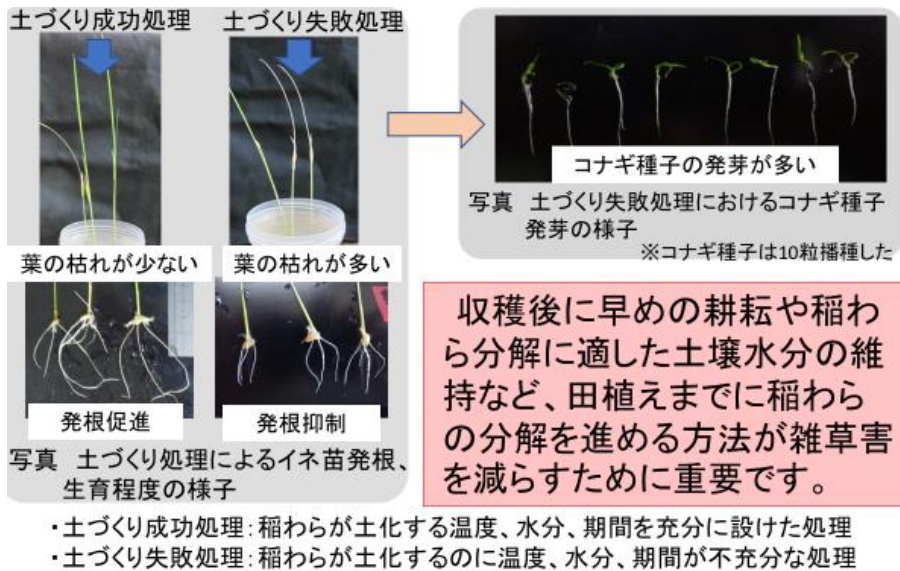 土づくり成功処理
土づくり失敗処理
葉の枯れが少ない
葉の枯れが多い
発根促進
発根抑制
写真　土づくり処理によるイネ苗発根、
生育程度の様子
コナギ種子の発芽が多い
写真　土づくり失敗処理におけるコナギ種子
発芽の様子
※コナギ種子は10粒播種した
収穫後に早めの耕耘や稲わ
ら分解に適した土壌水分の維
持など、田植えまでに稲わら
の分解を進める方法が雑草害
を減らすために重要です。
・土づくり成功処理：稲わらが土化する温度、水分、期間を充分に設けた処理
・土づくり失敗処理：稲わらが土化するのに温度、水分、期間が不充分な処理